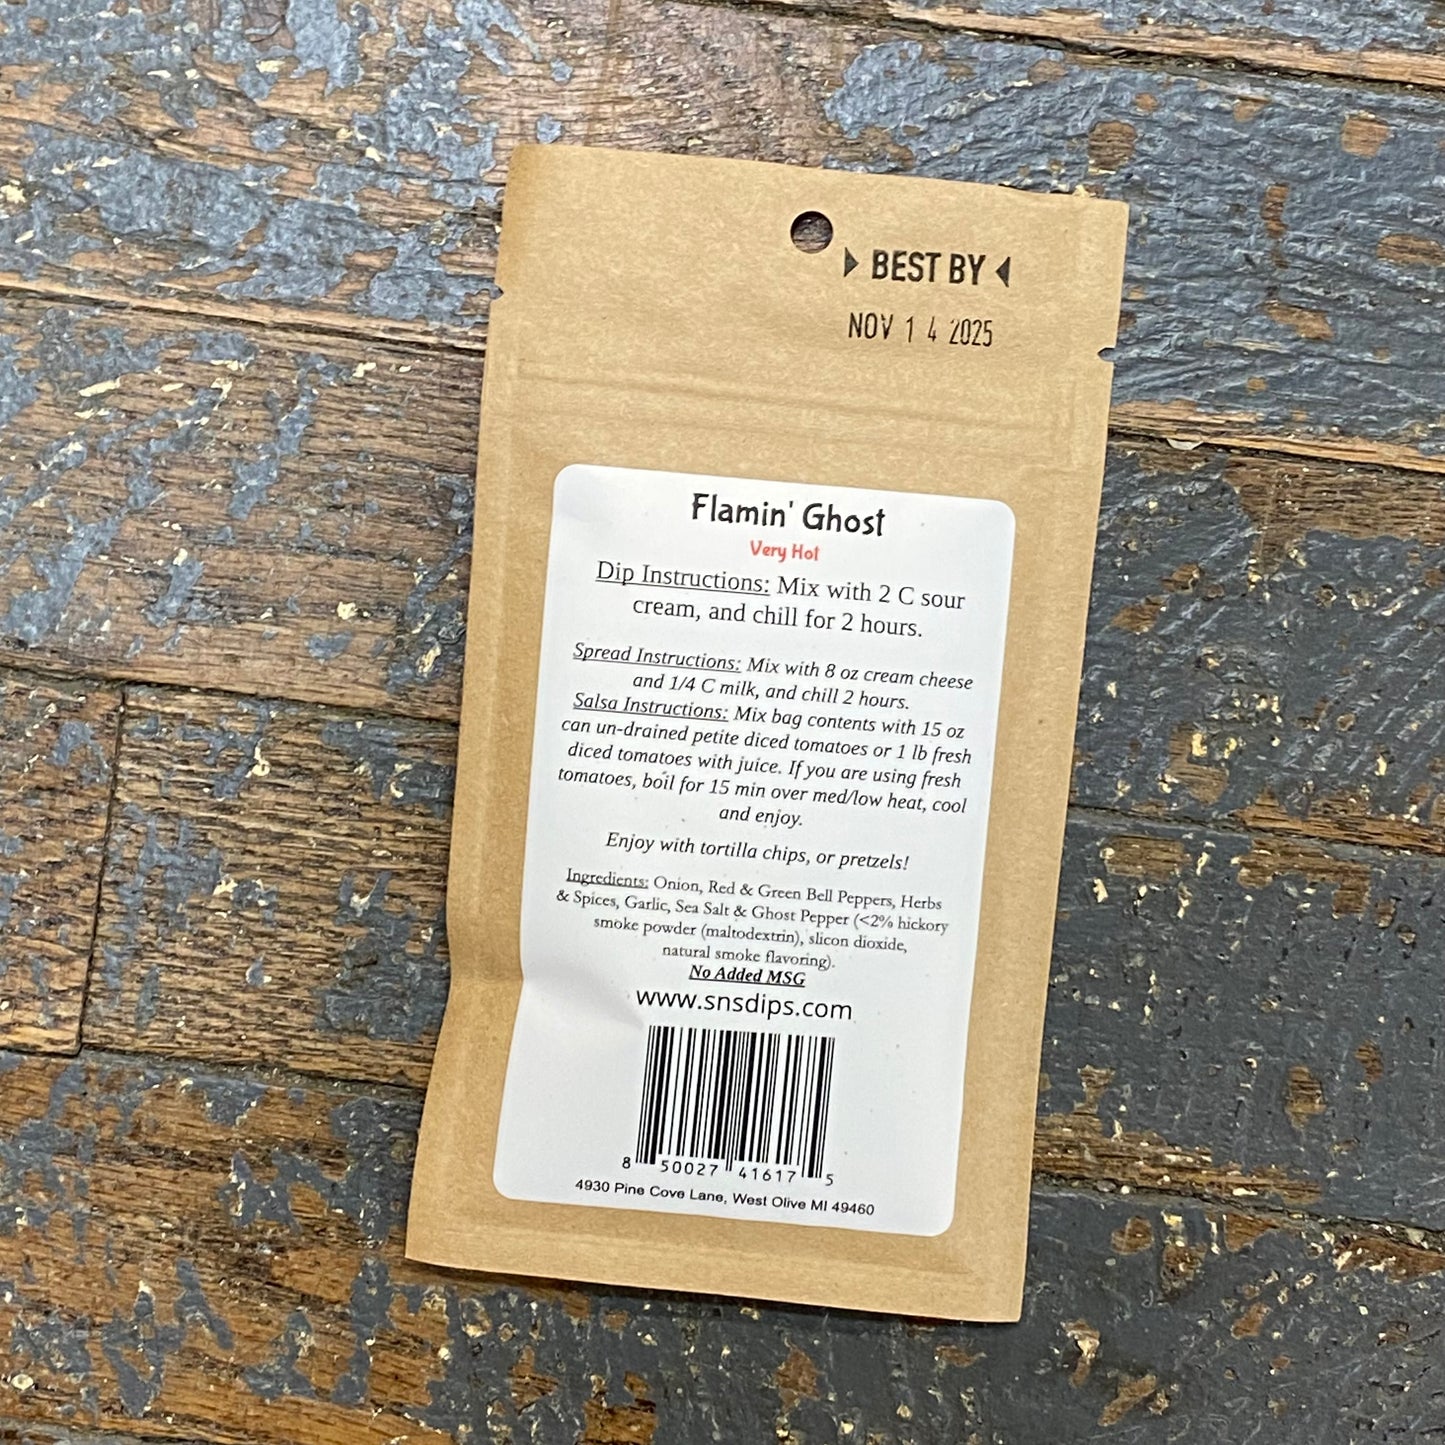 BEST BY
NOV 14 2025
Flamin' Ghost
Very Hot
Dip Instructions: Mix with 2 C sour
cream, and chill for 2 hours.
Spread Instructions: Mix with 8 oz cream cheese
and 1/4 C milk, and chill 2 hours.
Salsa Instructions: Mix bag contents with 15 oz
can un-drained petite diced tomatoes or 1 lb fresh
diced tomatoes with juice. If you are using fresh
tomatoes, boil for 15 min over med/low heat, cool
and enjoy.
Enjoy with tortilla chips, or pretzels!
Ingredients: Onion, Red & Green Bell Peppers, Herbs
& Spices, Garlic, Sea Salt & Ghost Pepper (<2% hickory
smoke powder (maltodextrin), slicon dioxide,
natural smoke flavoring).
No Added MSG
www.snsdips.com
8 50027 41617 5
4930 Pine Cove Lane, West Olive MI 49460